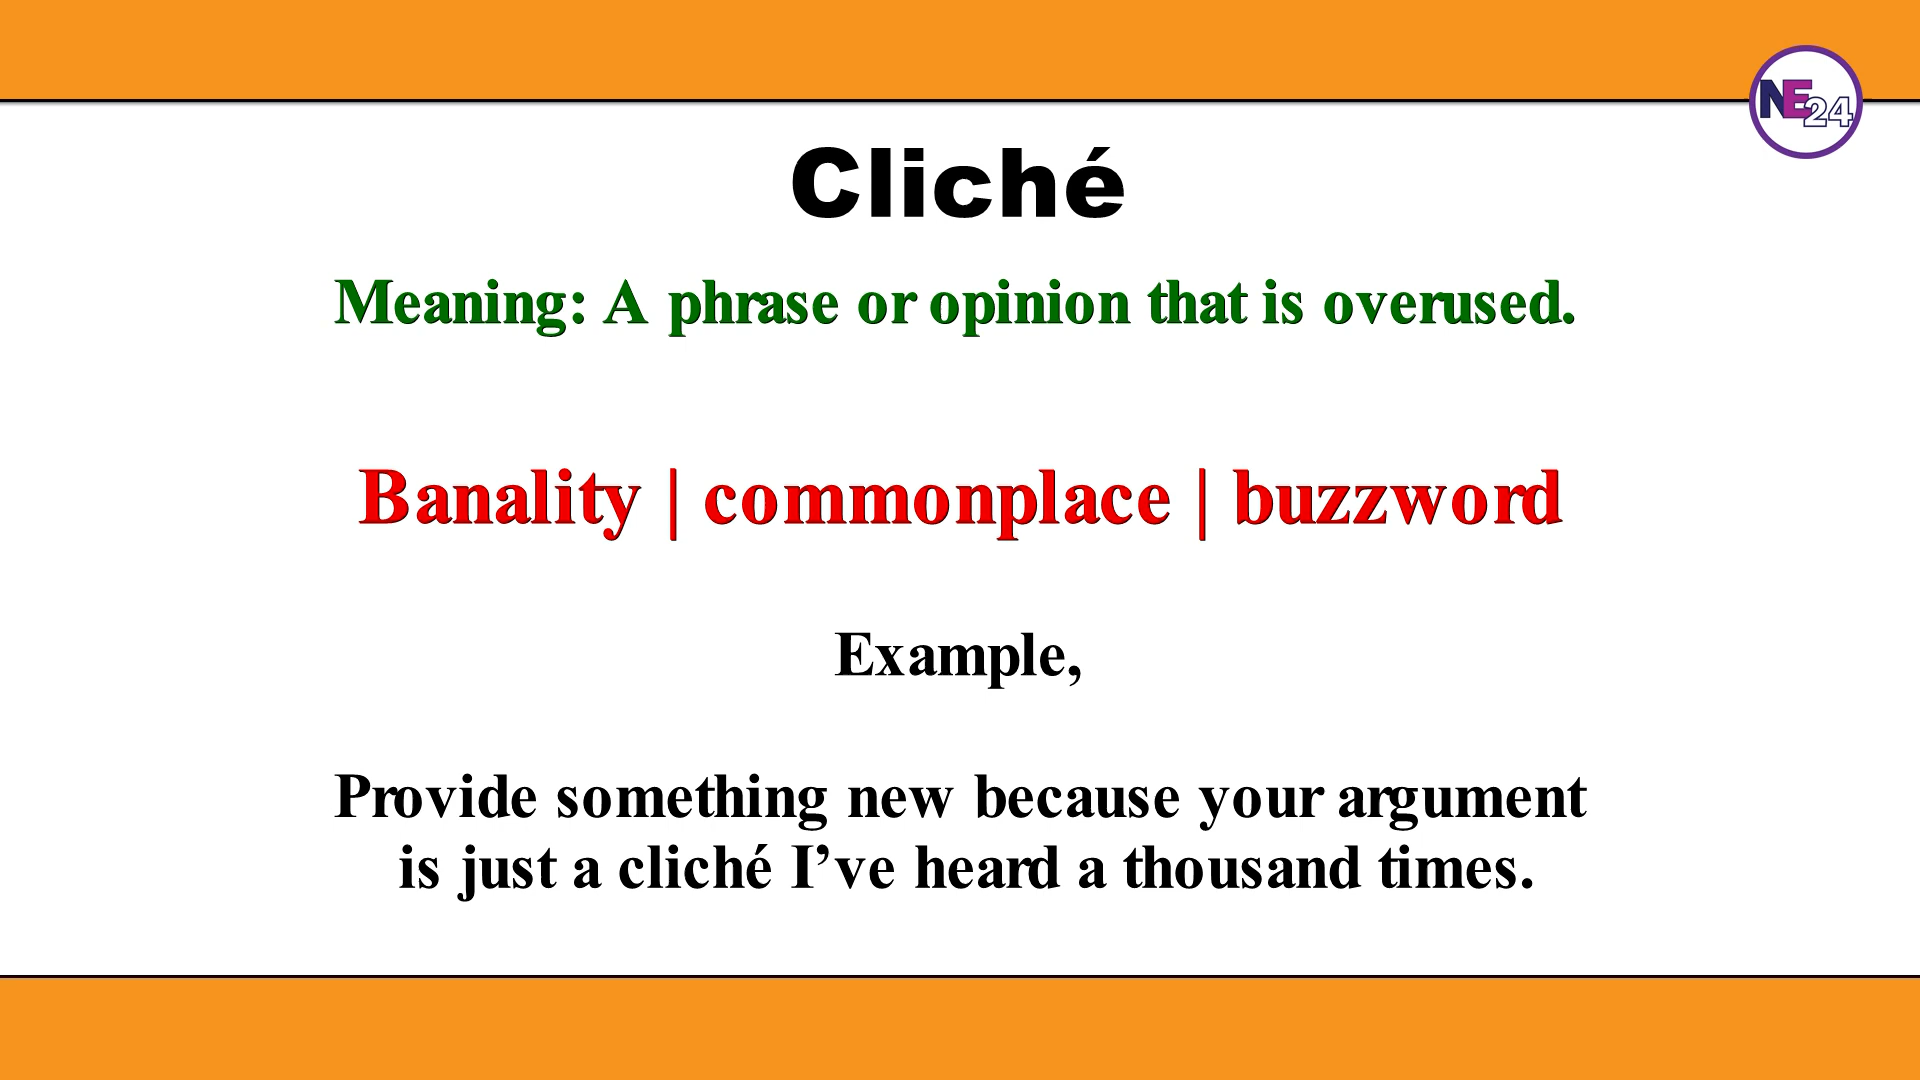 NE24
Cliché
Meaning: A phrase or opinion that is overused.
Banality | commonplace | buzzword
Example,
Provide something new because your argument
is just a cliché I’ve heard a thousand times.